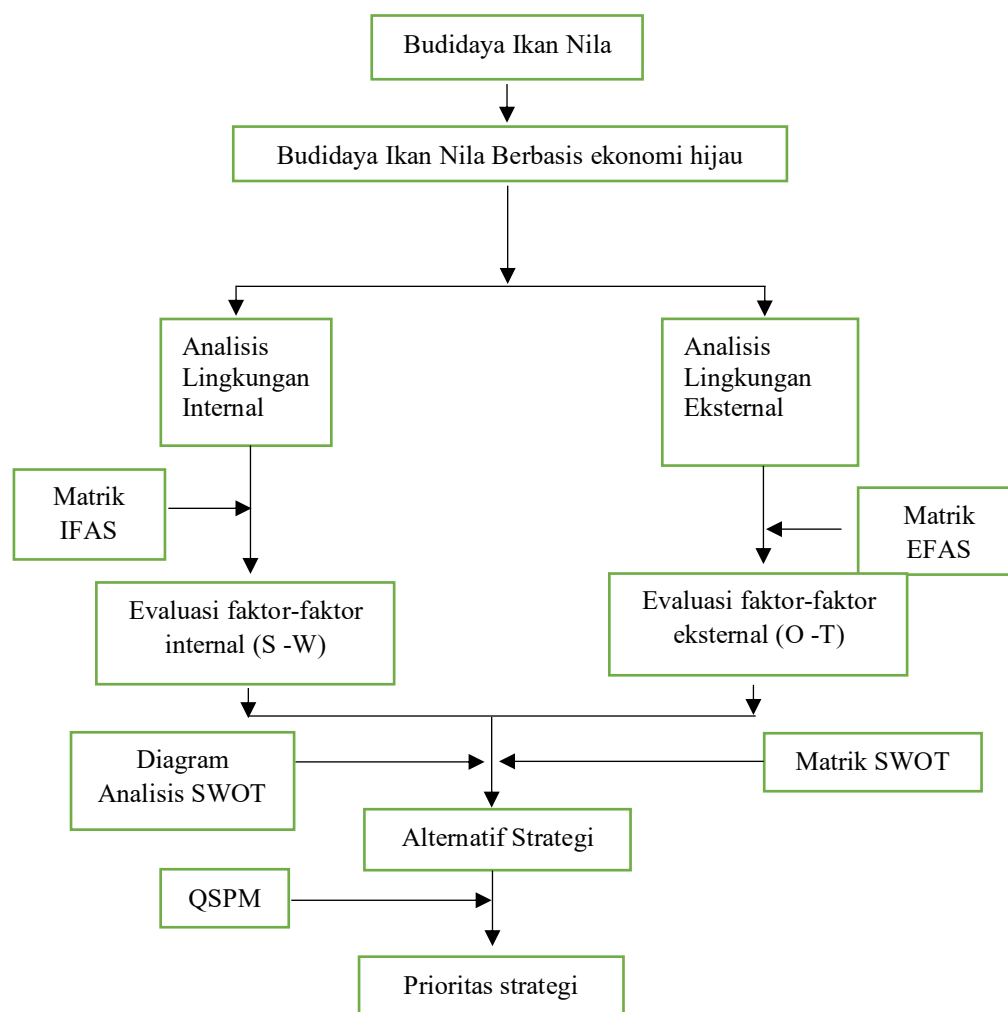 Budidaya Ikan Nila
Budidaya Ikan Nila Berbasis ekonomi hijau
Analisis
Lingkungan
Internal
Analisis
Lingkungan
Eksternal
Matrik
IFAS
Matrik
EFAS
Evaluasi faktor-faktor
internal (S -W)
Evaluasi faktor-faktor
eksternal (O -T)
Diagram
Analisis SWOT
Matrik SWOT
Alternatif Strategi
QSPM
Prioritas strategi